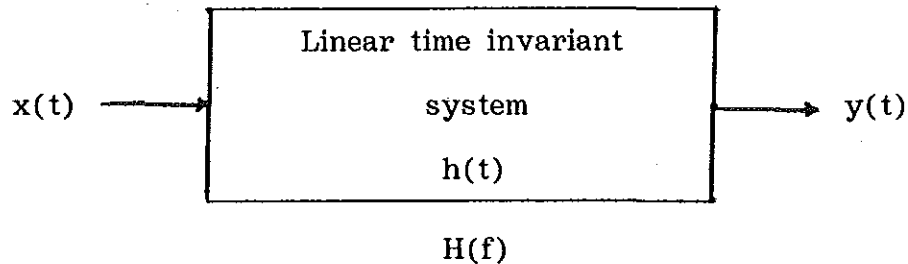 Linear time invariant
x(t) system y(t)
h(t)
H(f)